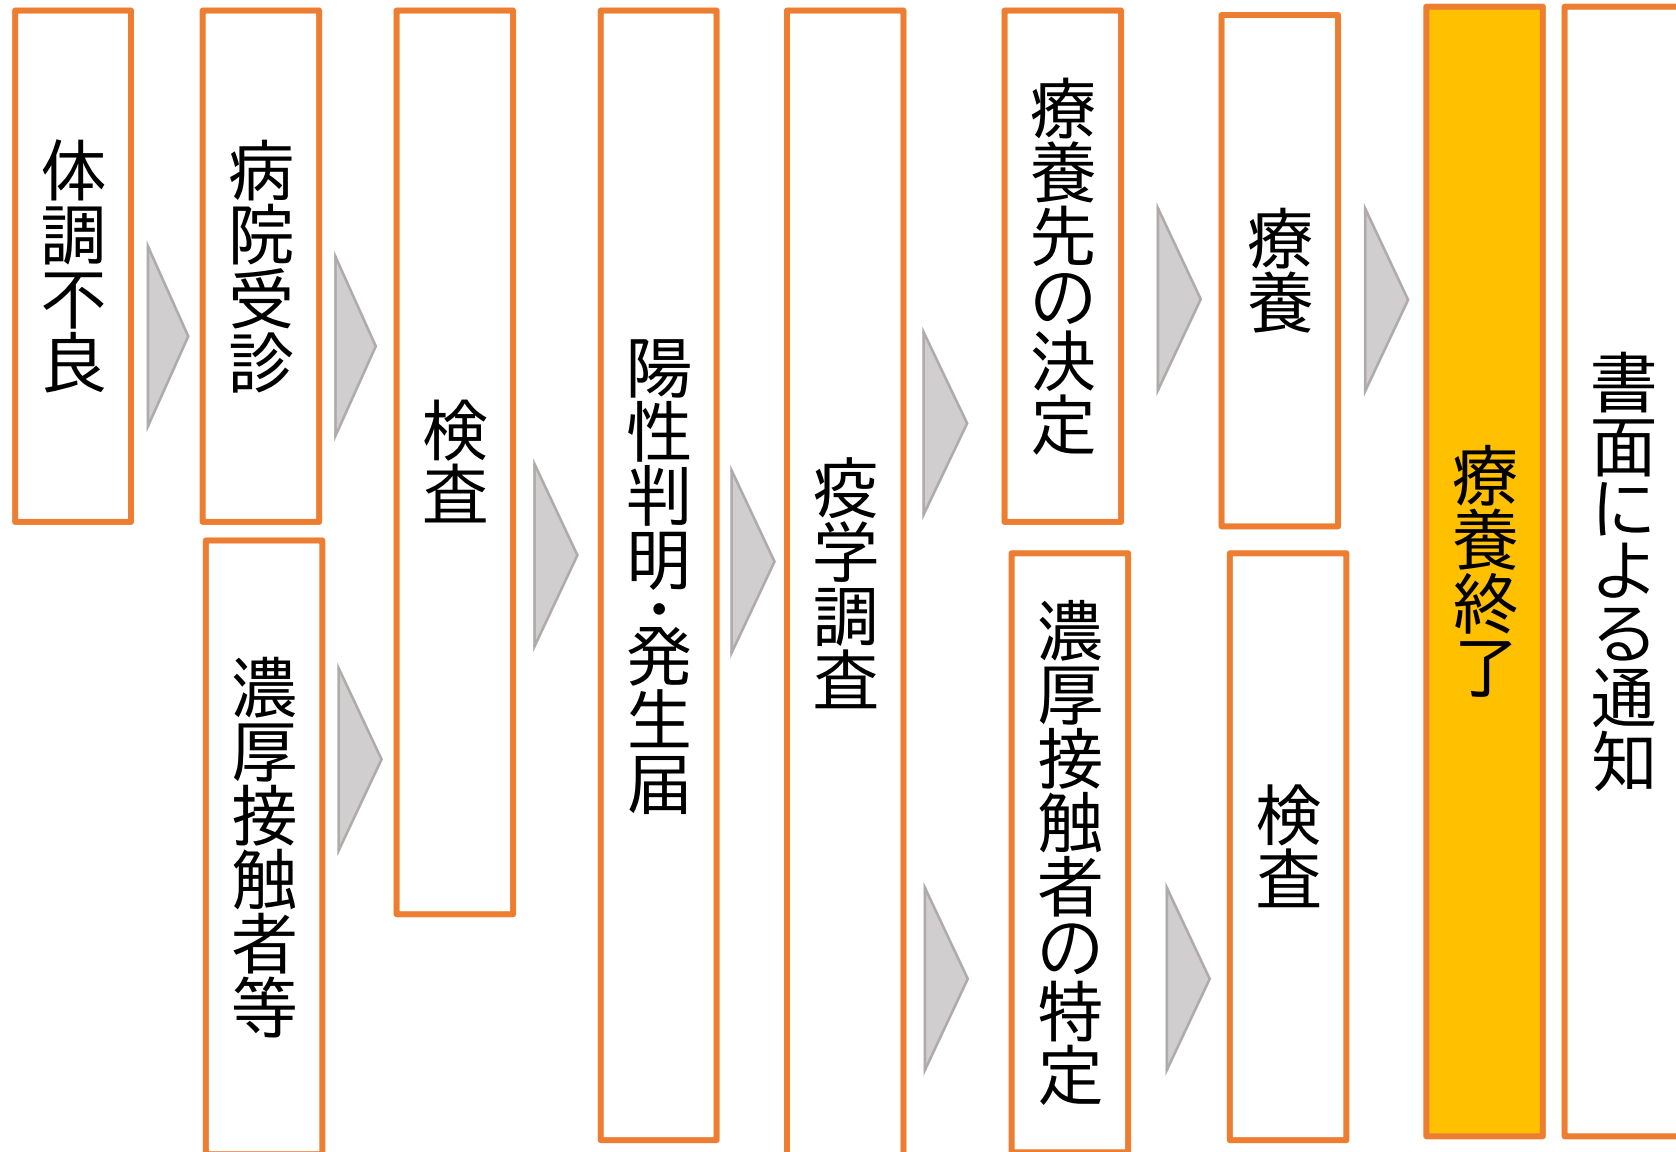 体調不良
病院受診
濃厚接触者等
検査
陽性判明・発生届
疫学調査
療養先の決定
濃厚接触者の特定
療養
検査
療養終了
書面による通知